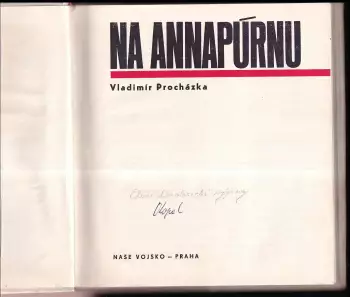 NA ANNAPÚRNU
Vladimír Procházka
NAŠE VOJSKO – PRAHA